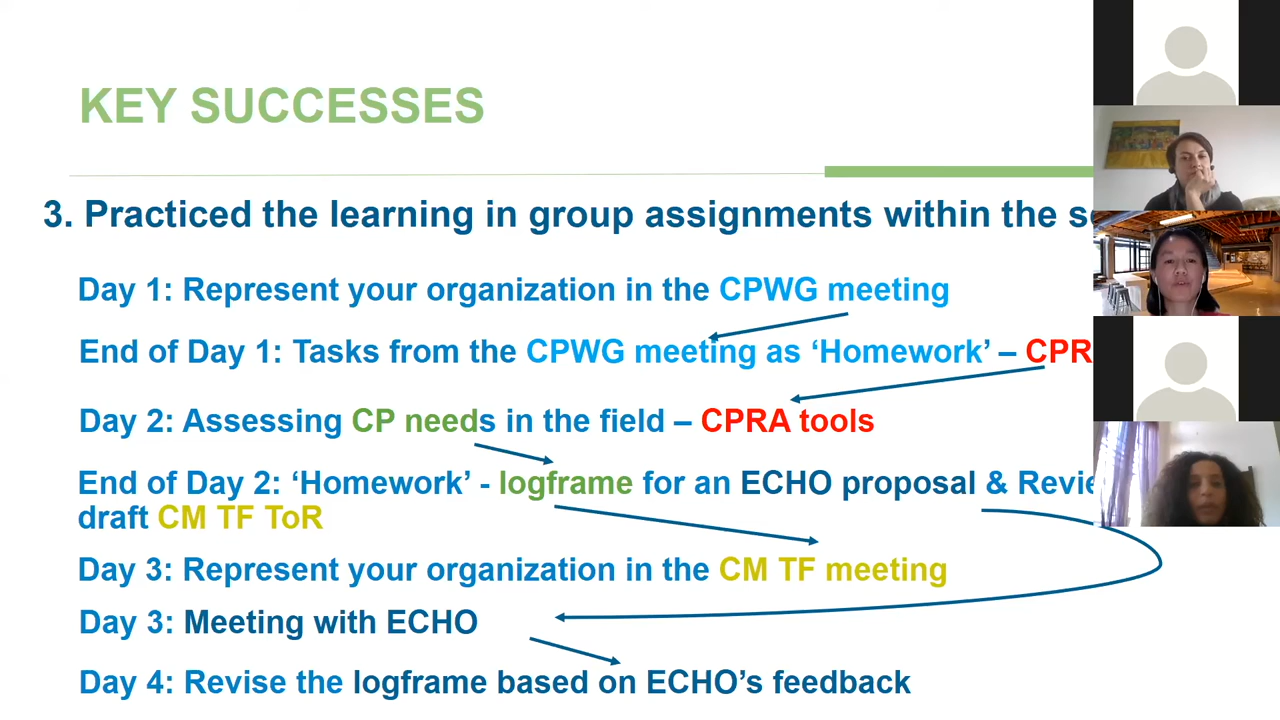 KEY SUCCESSES
3. Practiced the learning in group assignments within the
Day 1: Represent your organization in the CPWG meeting
End of Day 1: Tasks from the CPWG meeting as ‘Homework’ – CPR
Day 2: Assessing CP needs in the field – CPRA tools
End of Day 2: ‘Homework’ - logframe for an ECHO proposal &
draft CM TF ToR
Day 3: Represent your organization in the CM TF meeting
Day 3: Meeting with ECHO
Day 4: Revise the logframe based on ECHO’s feedback